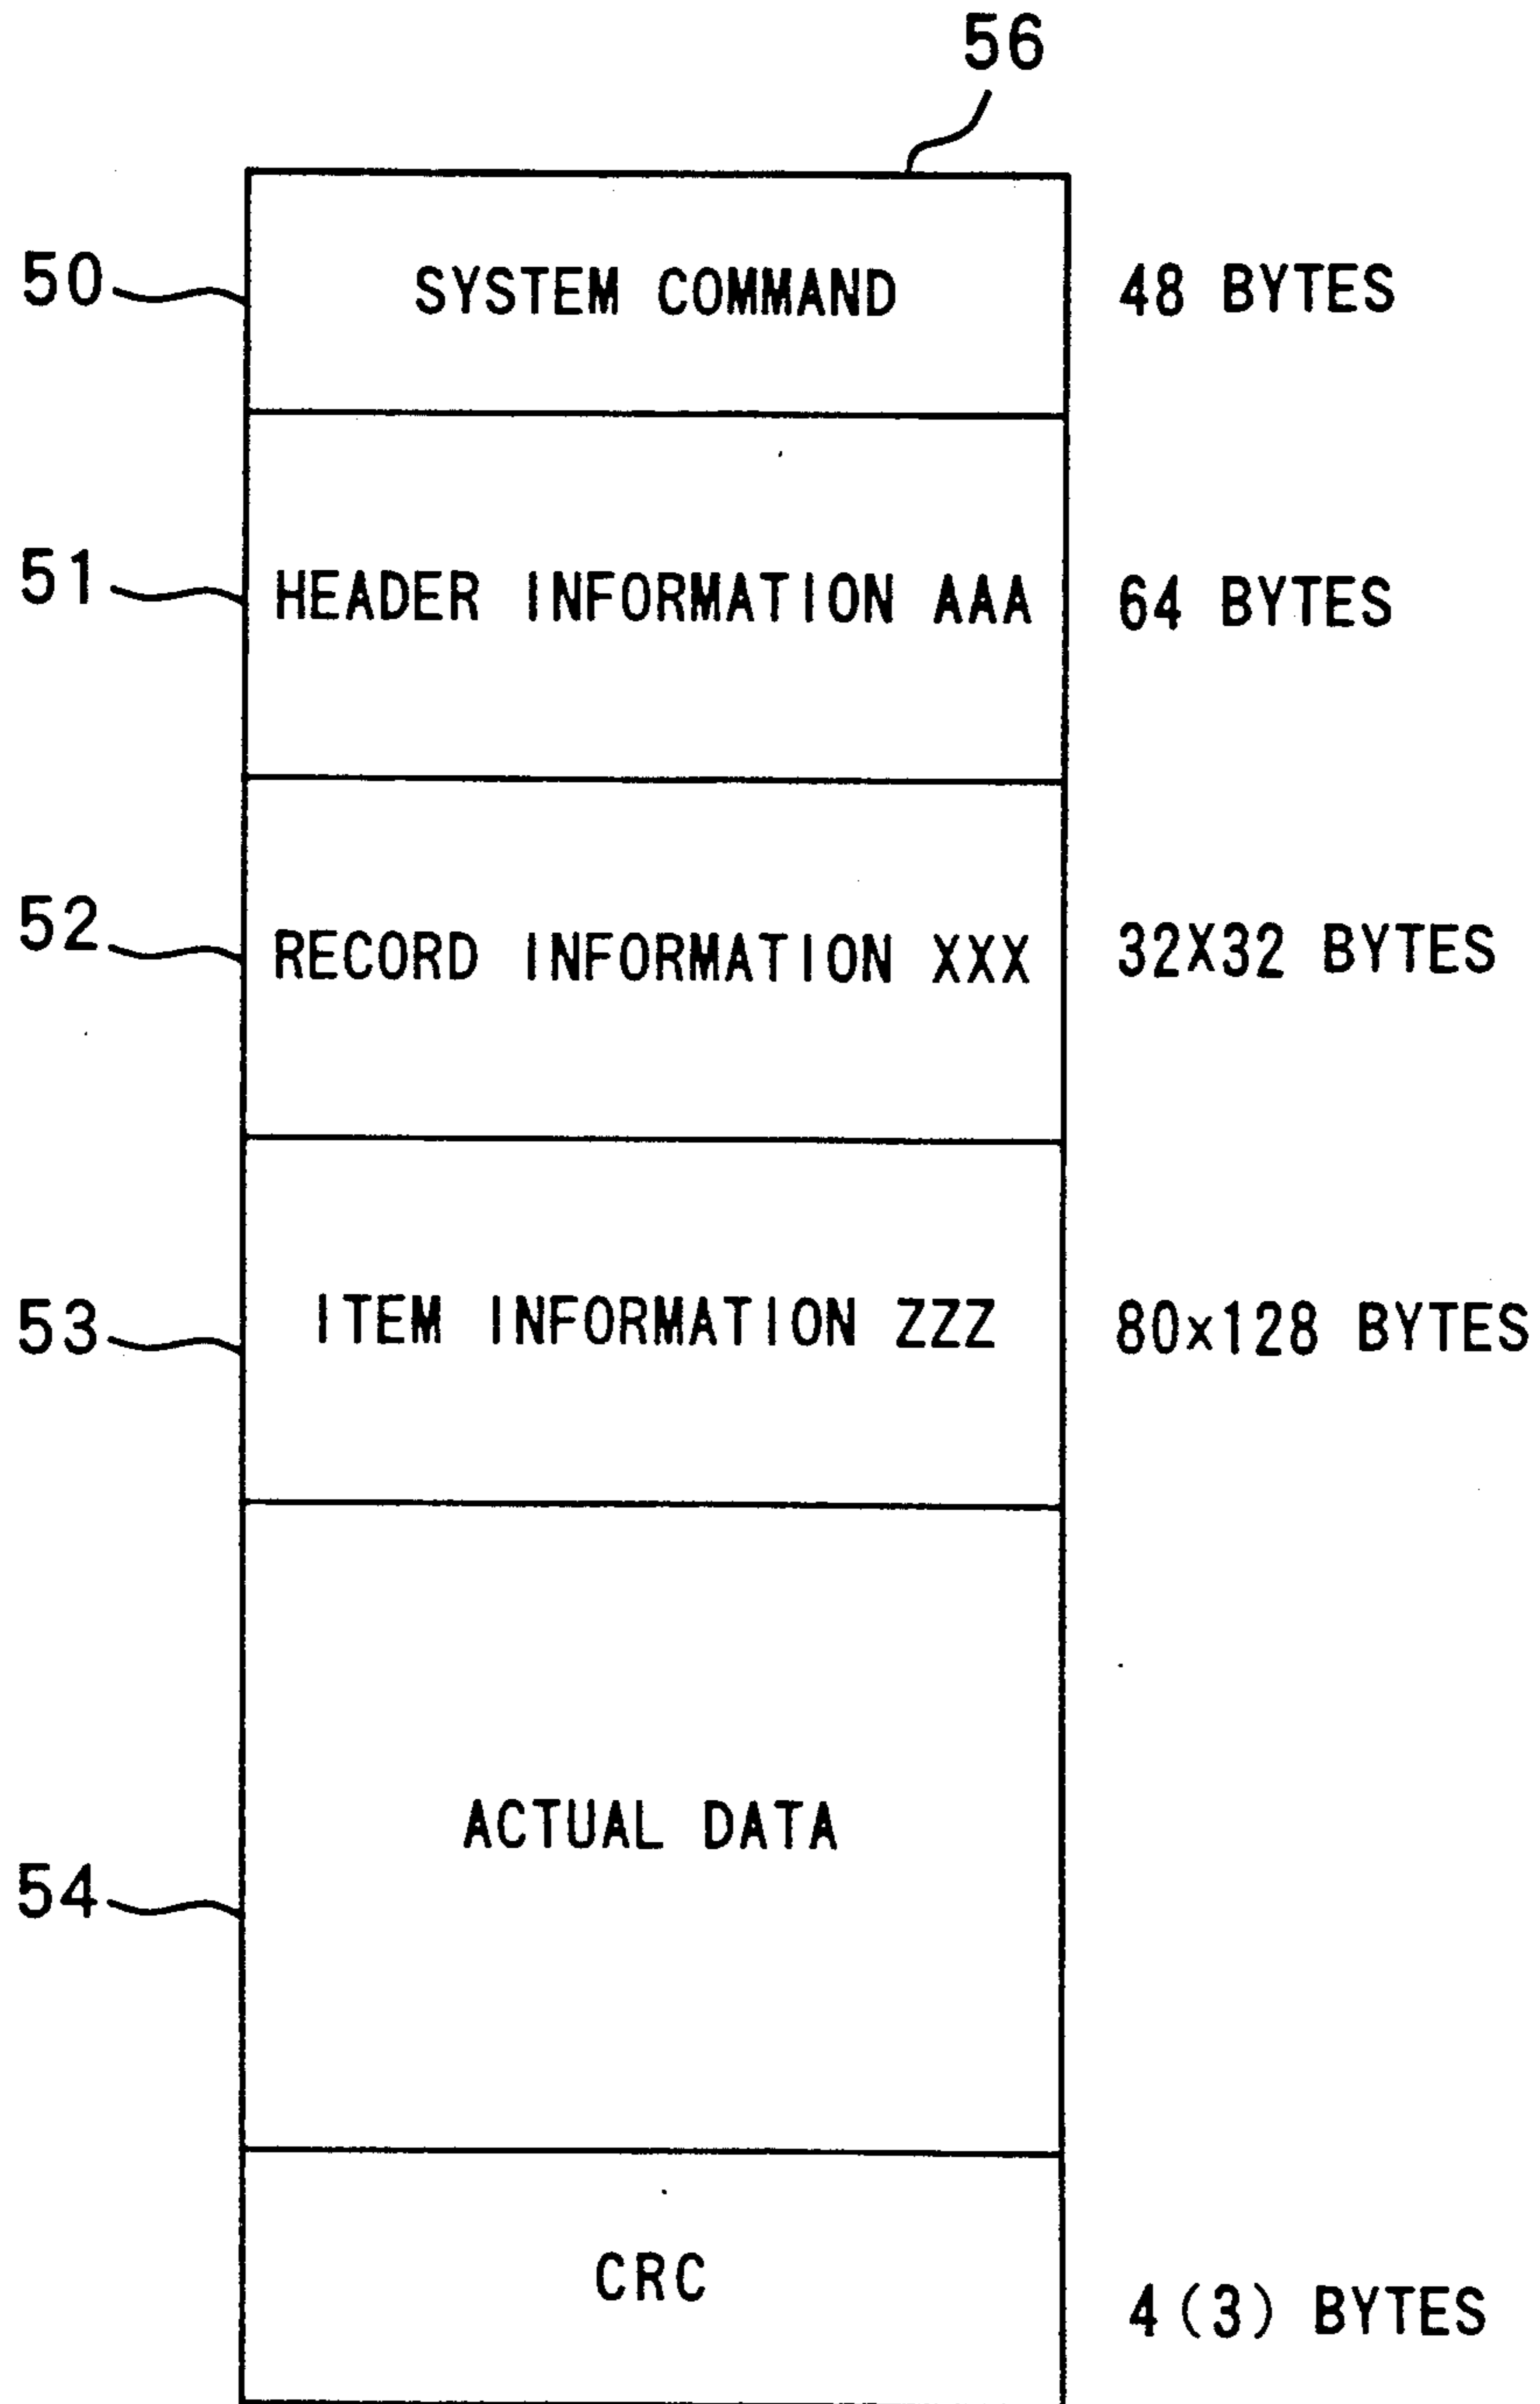 56
50 SYSTEM COMMAND 48 BYTES
51 HEADER INFORMATION AAA 64 BYTES
52 RECORD INFORMATION XXX 32X32 BYTES
53 ITEM INFORMATION ZZZ 80x128 BYTES
ACTUAL DATA
54
CRC
4(3) BYTES